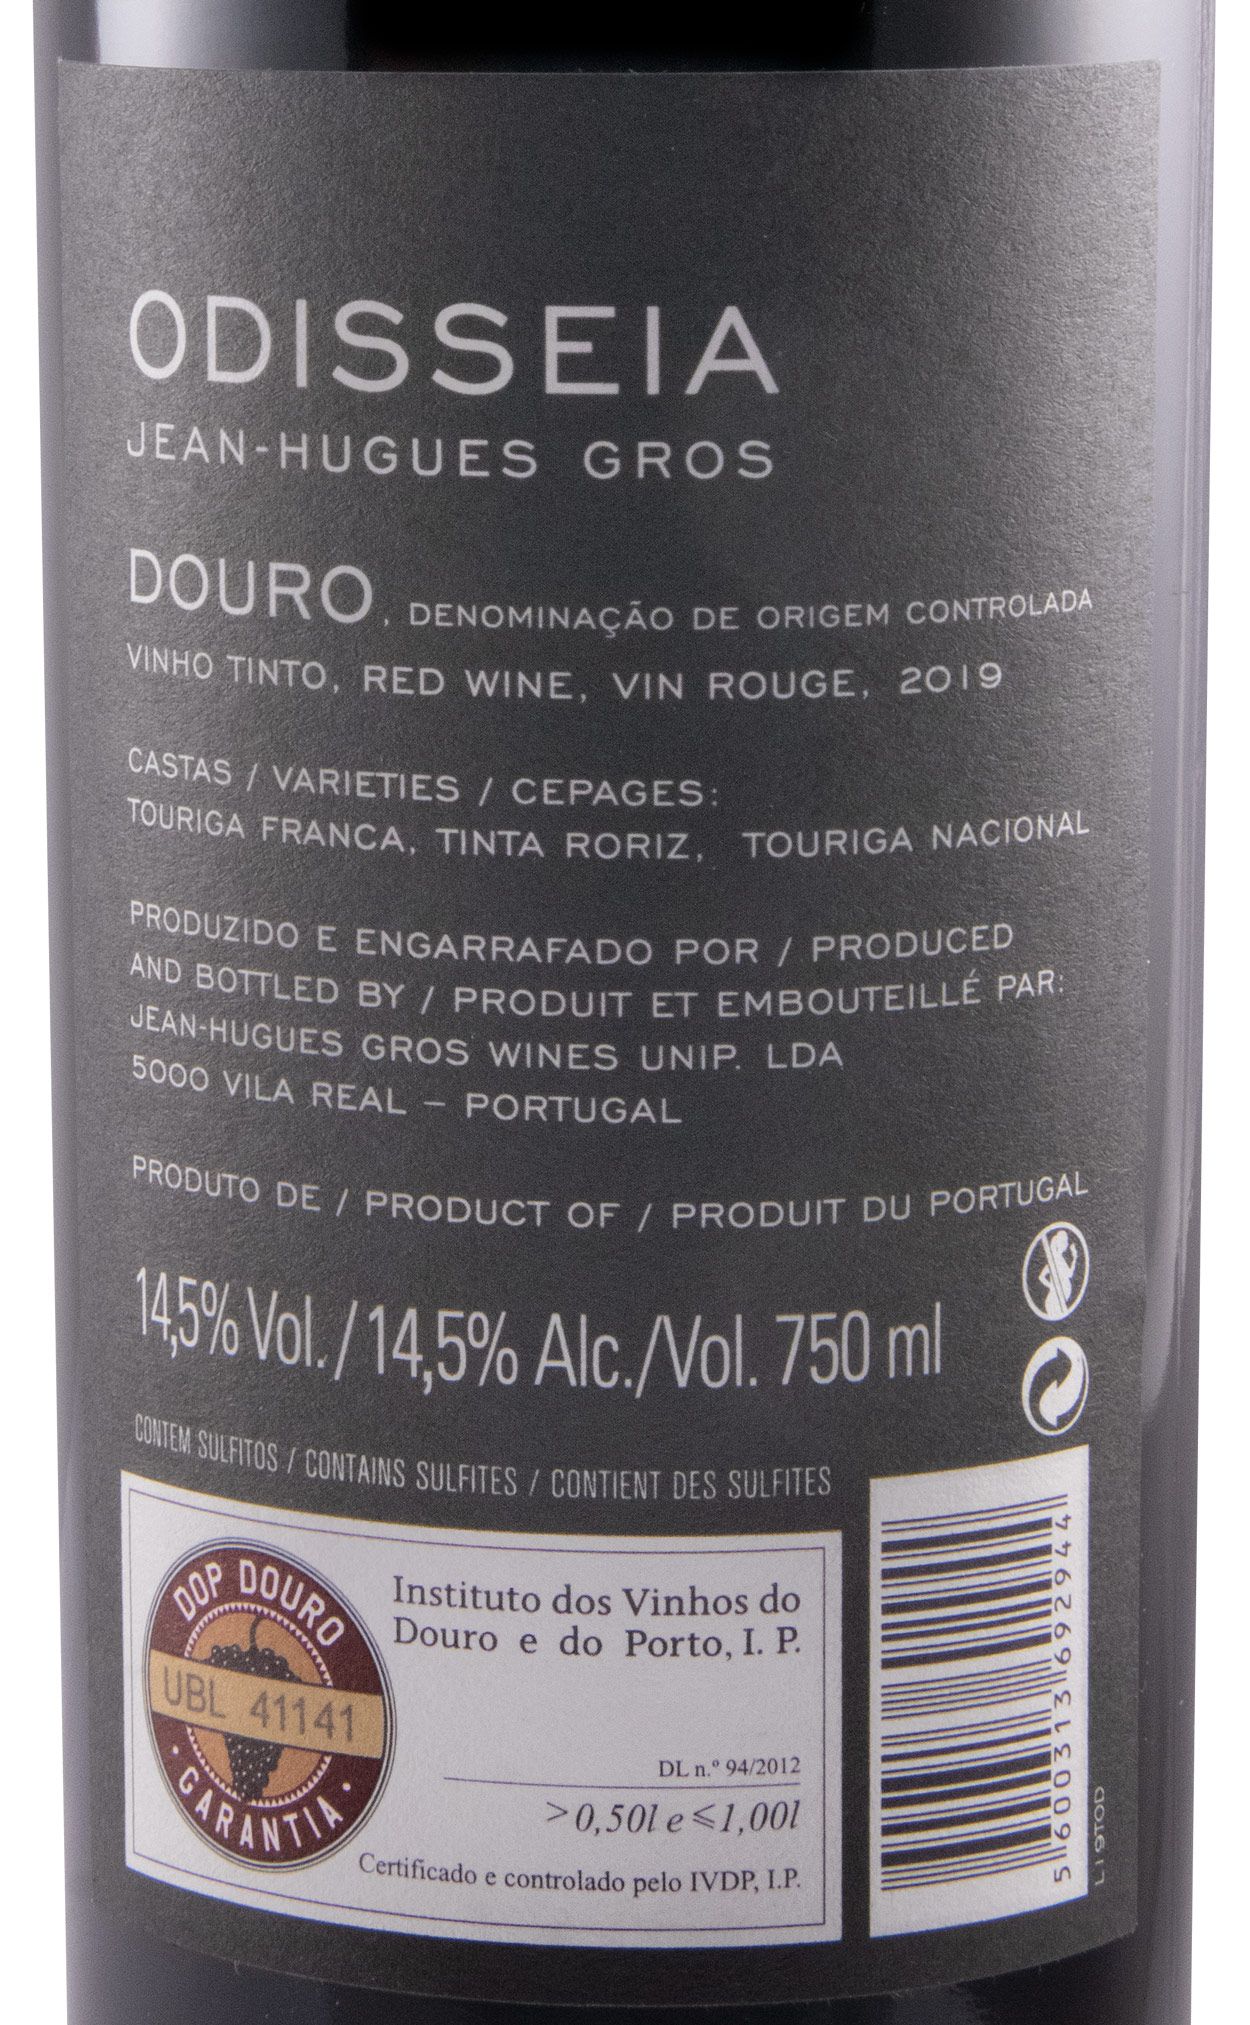 ODISSEIA
JEAN-HUGUES GROS
DOURO, DENOMINAÇÃO DE ORIGEM CONTROLADA
VINHO TINTO, RED WINE, VIN ROUGE, 2019
CASTAS / VARIETIES / CEPAGES:
TOURIGA FRANCA, TINTA RORIZ, TOURIGA NACIONAL
PRODUZIDO E ENGARRAFADO POR / PRODUCED
AND BOTTLED BY / PRODUIT ET EMBOUTEILLÉ PAR:
JEAN-HUGUES GROS WINES UNIP. LDA
5000 VILA REAL – PORTUGAL
PRODUTO DE / PRODUCT OF / PRODUIT DU PORTUGAL
14,5% Vol. / 14,5% Alc./Vol. 750 ml
CONTEM SULFITOS / CONTAINS SULFITES / CONTIENT DES SULFITES
DOP DOURO
UBL 41141
· GARANTIA ·
Instituto dos Vinhos do
Douro e do Porto, I. P.
DL n.º 94/2012
>0,50l e ⩽1,00l
Certificado e controlado pelo IVDP, I.P.
5 600313 692944
L19TOD